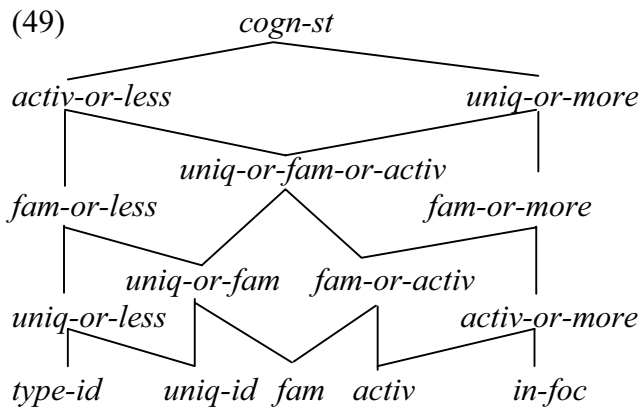 (49) cogn-st
activ-or-less uniq-or-more
uniq-or-fam-or-activ
fam-or-less fam-or-more
uniq-or-fam fam-or-activ
uniq-or-less activ-or-more
type-id uniq-id fam activ in-foc